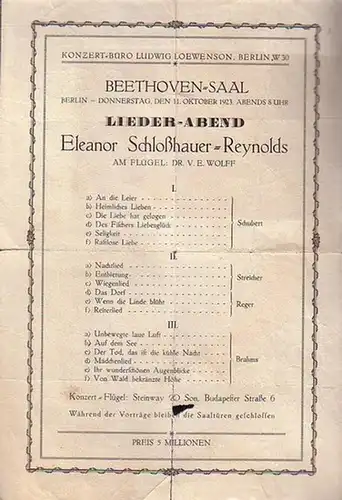 KONZERT-BÜRO LUDWIG LOEWENSON, BERLIN, W30
BEETHOVEN-SAAL
BERLIN – DONNERSTAG, DEN 11. OKTOBER 1923, ABENDS 8 UHR
LIEDER-ABEND
Eleanor Schloßhauer-Reynolds
AM FLÜGEL: DR. V. E. WOLFF
I.
a) An die Leier
b) Heimliches Lieben
c) Die Liebe hat gelogen
d) Des Fischers Liebesglück
e) Seligkeit
f) Rastlose Liebe
Schubert
II.
a) Nachtlied
b)
c) Wiegenlied
d) Das Dorf
Streicher
e) Wenn die Linde blüht
f) Reiterlied
Reger
III.
a) Unbewegte laue Luft
b) Auf dem See
c) Der Tod, das ist die kühle Nacht
d) Mädchenlied
e) Ihr wunderschönen Augenblicke
f) Von Wald bekränzte Höhe
Brahms
Konzert-Flügel: Steinway & Son, Budapester Straße 6
Während der Vorträge bleiben die Saaltüren geschlossen
PREIS 5 MILLIONEN